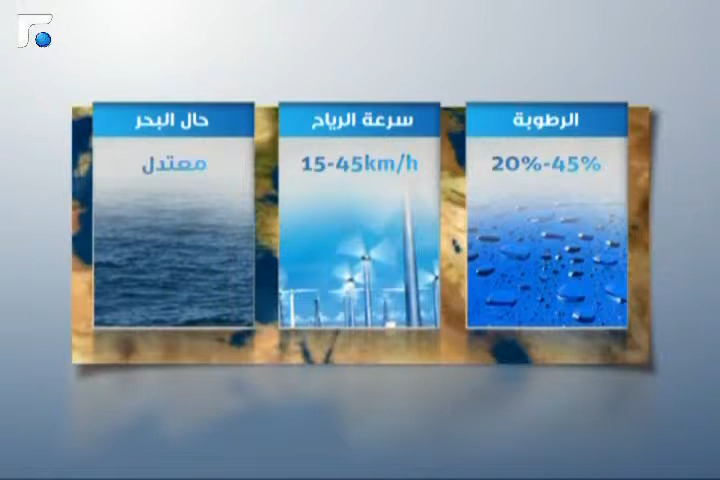 الرطوبة
20%-45%
سرعة الرياح
15-45km/h
حال البحر
معتدل